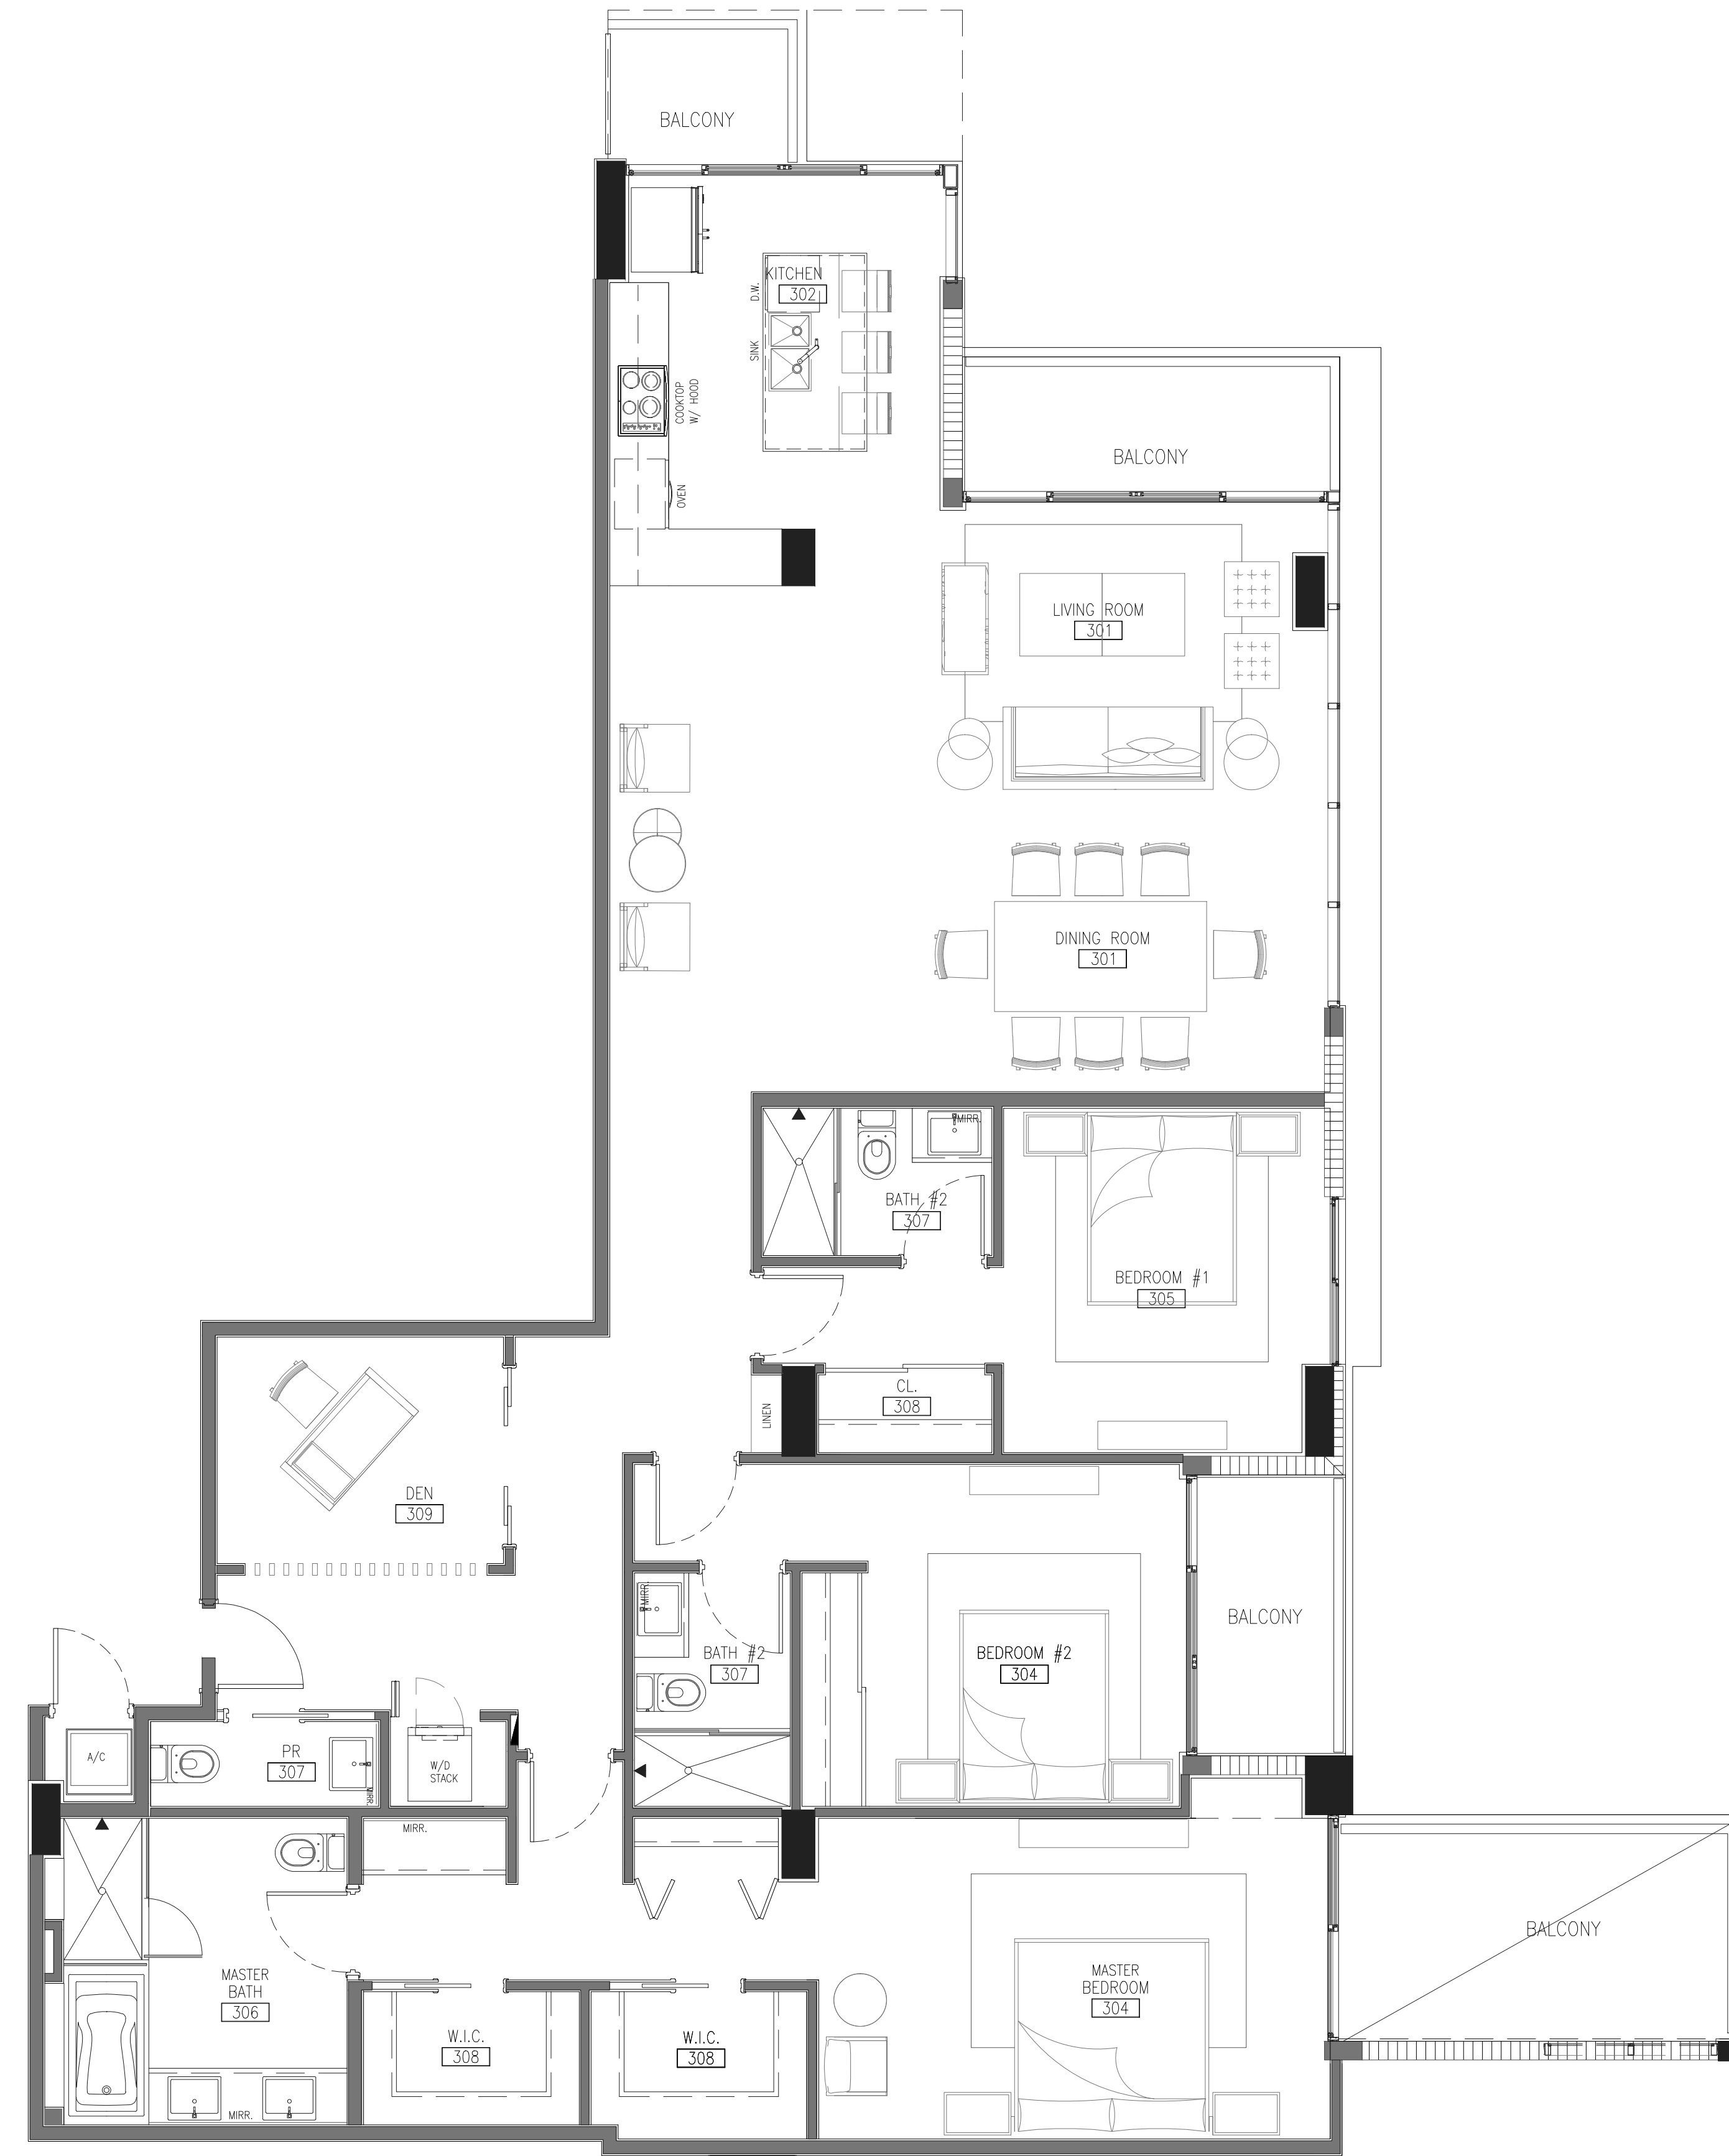 BALCONY
KITCHEN
302
D.W.
SINK
COOKTOP
W/ HOOD
OVEN
BALCONY
LIVING ROOM
301
DINING ROOM
301
MIRR.
BATH #2
307
BEDROOM #1
305
CL.
308
LINEN
DEN
309
MIRR.
BATH #2
307
BEDROOM #2
304
BALCONY
A/C
PR
307
MIRR.
W/D
STACK
MIRR.
BALCONY
MASTER
BATH
306
MASTER
BEDROOM
304
W.I.C.
308
W.I.C.
308
MIRR.